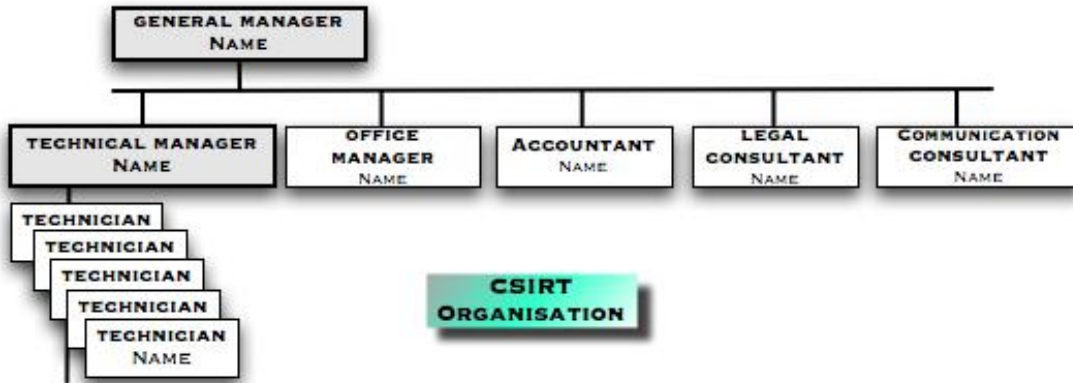 GENERAL MANAGER
NAME
TECHNICAL MANAGER
NAME
OFFICE
MANAGER
NAME
ACCOUNTANT
NAME
LEGAL
CONSULTANT
NAME
COMMUNICATION
CONSULTANT
NAME
TECHNICIAN
TECHNICIAN
TECHNICIAN
TECHNICIAN
TECHNICIAN
NAME
CSIRT
ORGANISATION